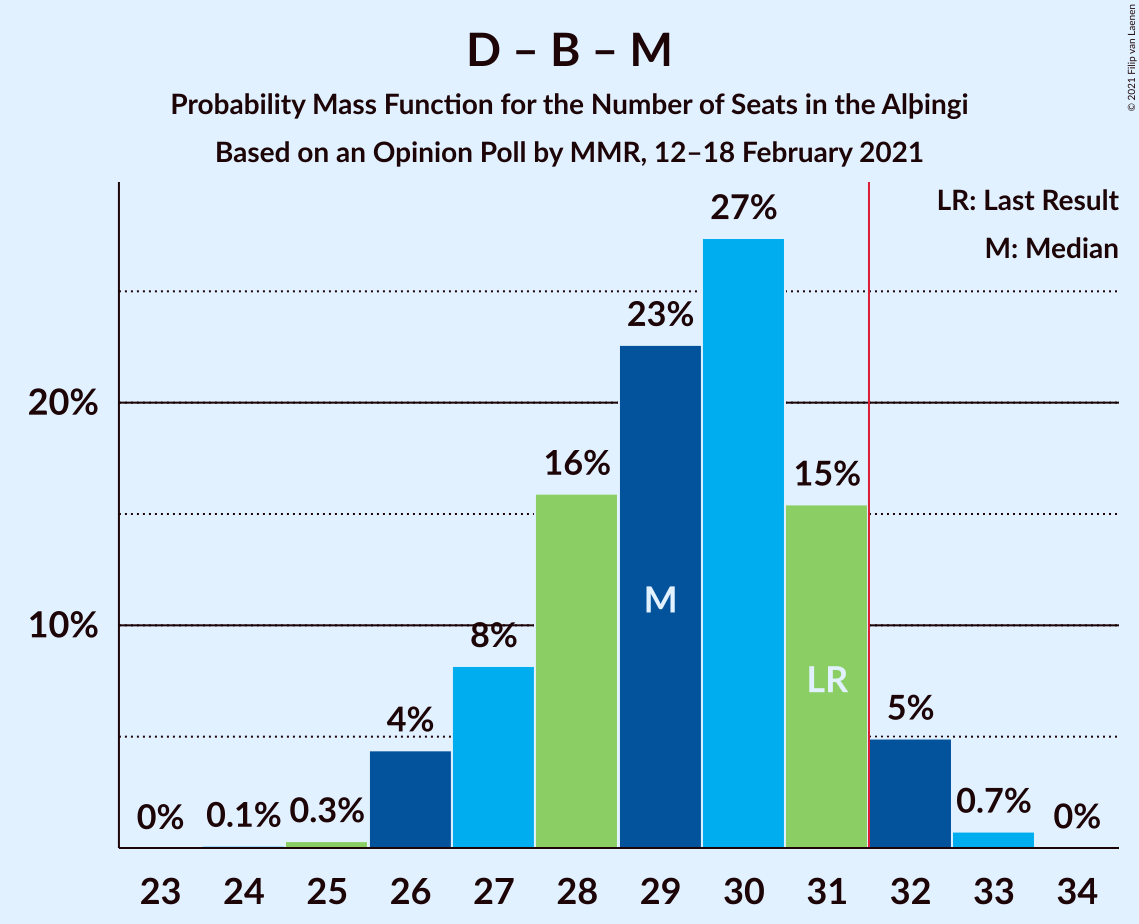 D – B – M
Probability Mass Function for the Number of Seats in the Alþingi
Based on an Opinion Poll by MMR, 12–18 February 2021
© 2021 Filip van Laenen
LR: Last Result
M: Median
27%
23%
20%
16%
15%
M
10%
8%
LR
5%
4%
0%
0.1%
0.3%
0.7%
0%
23 24 25 26 27 28 29 30 31 32 33 34